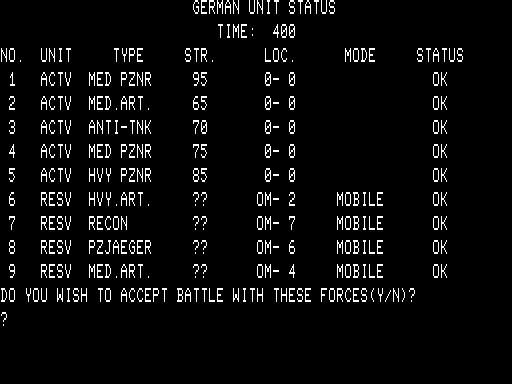 GERMAN UNIT STATUS
TIME: 400
NO. UNIT TYPE STR. LOC. MODE STATUS
1 ACTV MED PZNR 95 0- 0 OK
2 ACTV MED.ART. 65 0- 0 OK
3 ACTV ANTI-TNK 70 0- 0 OK
4 ACTV MED PZNR 75 0- 0 OK
5 ACTV HVY PZNR 85 0- 0 OK
6 RESV HVY.ART. ?? OM- 2 MOBILE OK
7 RESV RECON ?? OM- 7 MOBILE OK
8 RESV PZJAEGER ?? OM- 6 MOBILE OK
9 RESV MED.ART. ?? OM- 4 MOBILE OK
DO YOU WISH TO ACCEPT BATTLE WITH THESE FORCES(Y/N)?
?